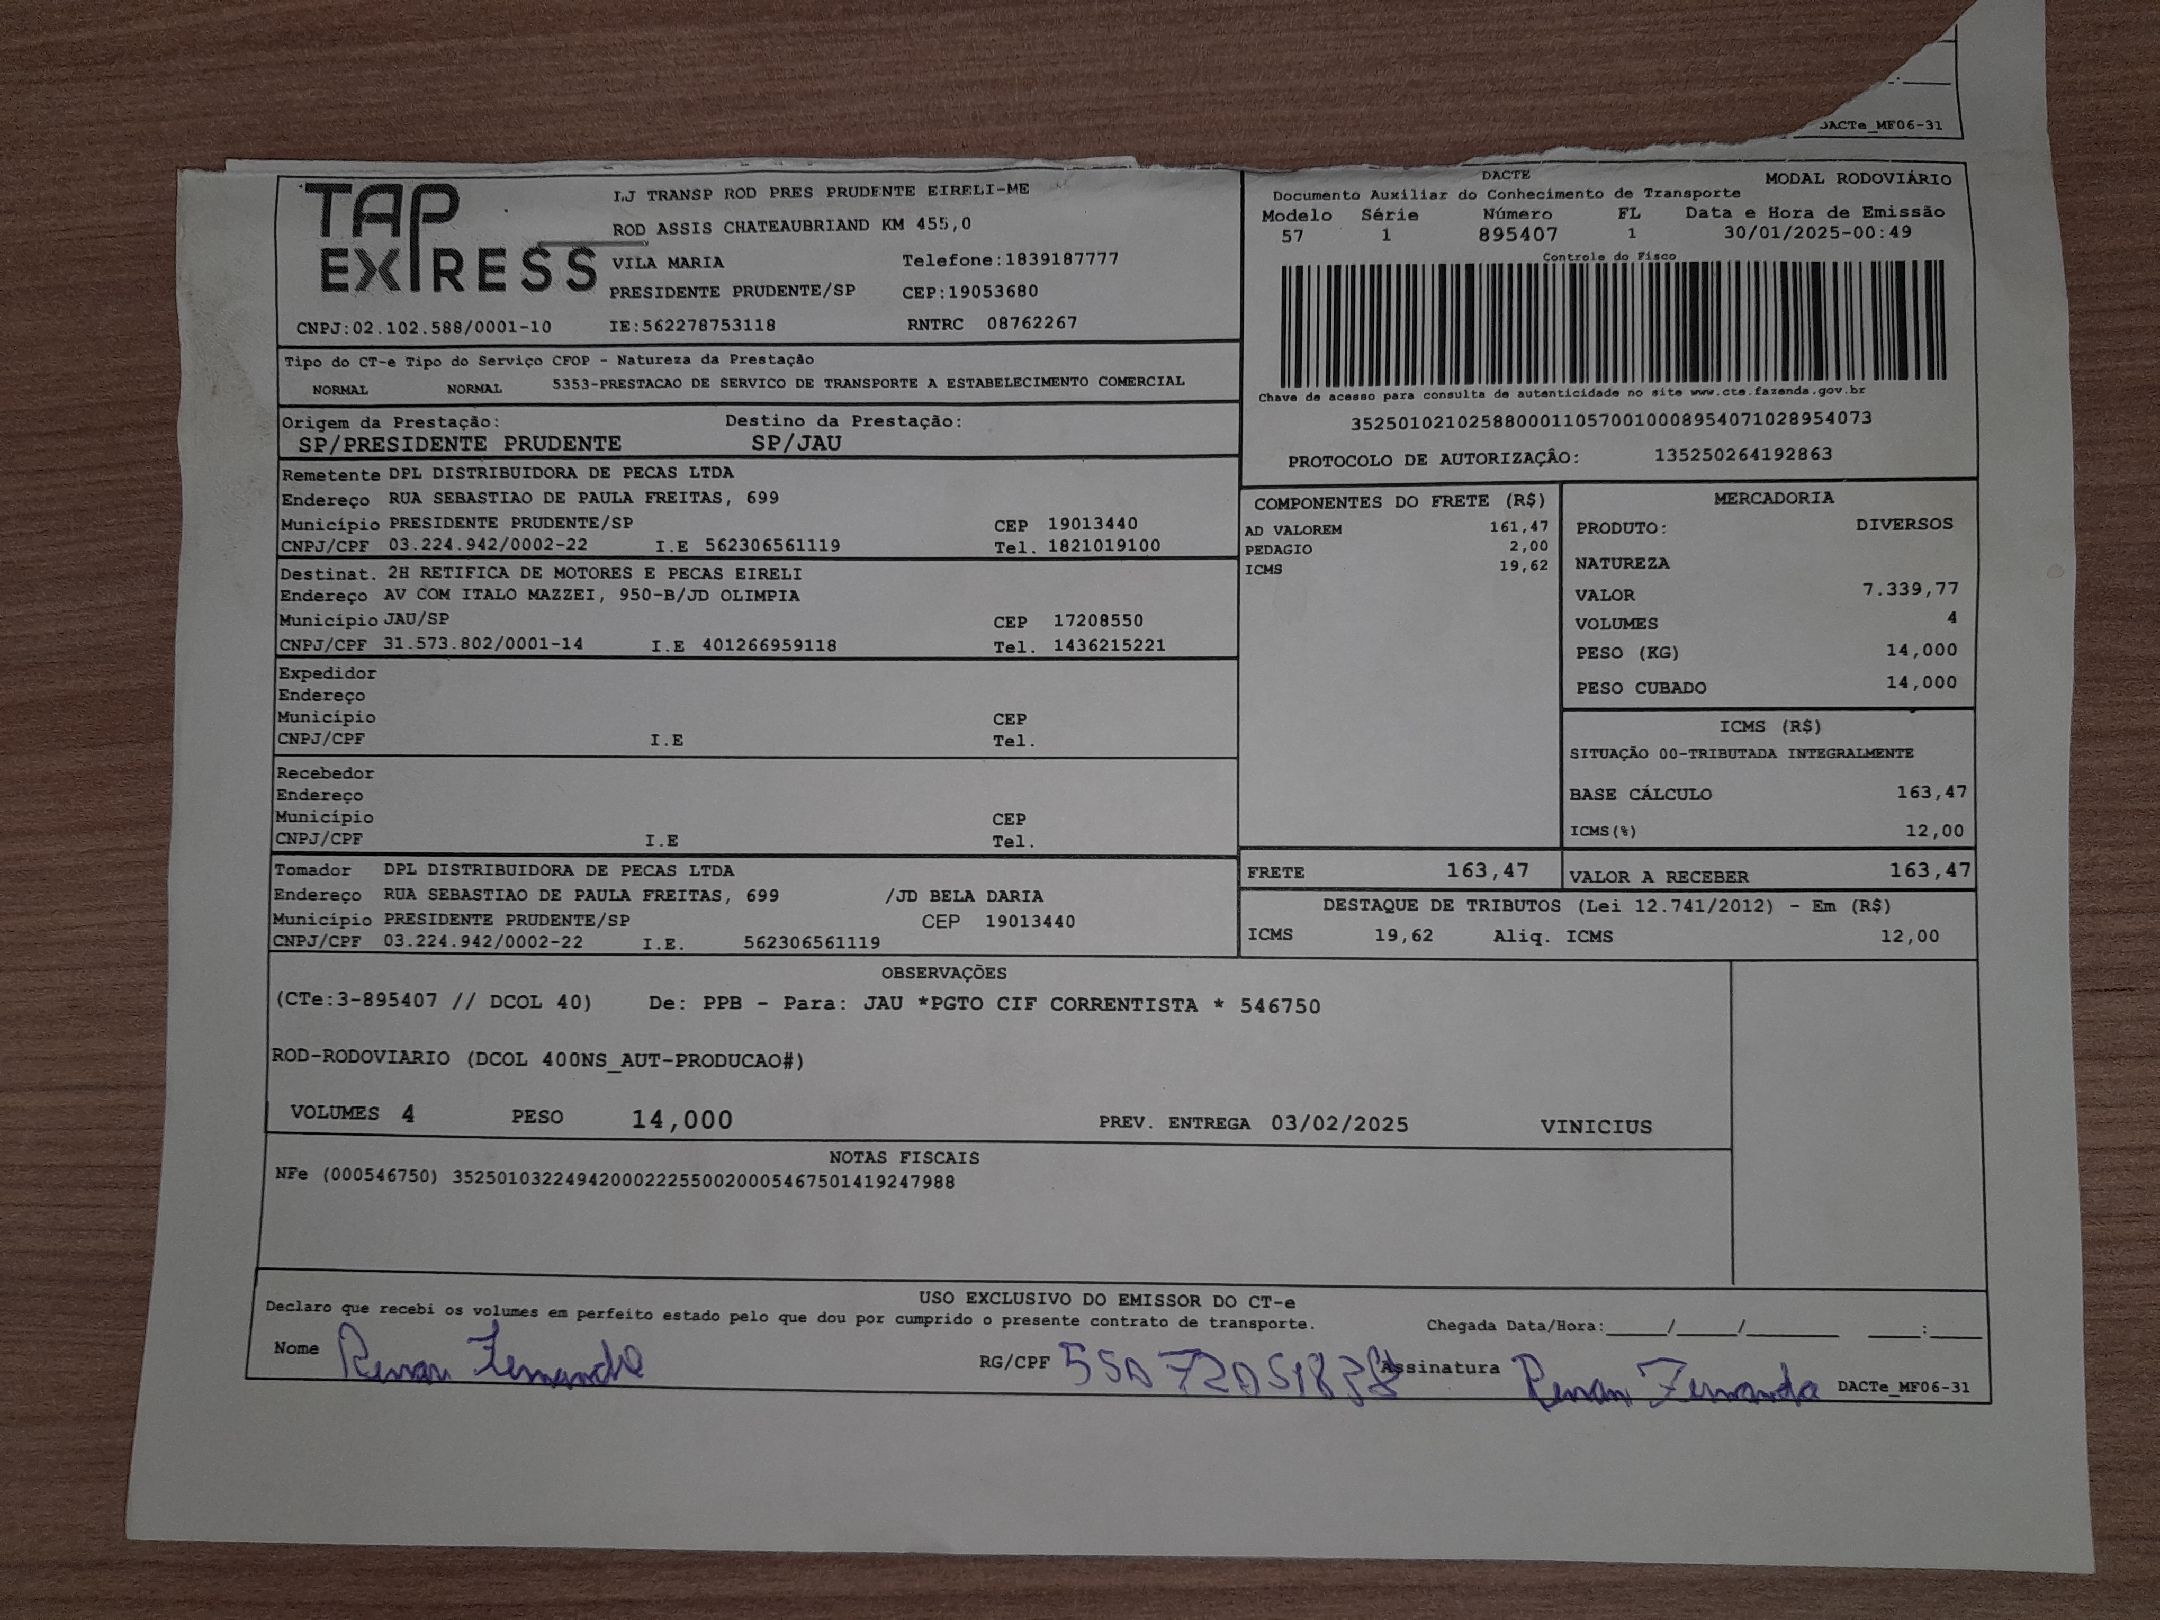 DACTe_MF06-31
TAP
EXPRESS
LJ TRANSP ROD PRES PRUDENTE EIRELI-ME
ROD ASSIS CHATEAUBRIAND KM 455,0
VILA MARIA Telefone:1839187777
PRESIDENTE PRUDENTE/SP CEP:19053680
CNPJ:02.102.588/0001-10 IE:562278753118 RNTRC 08762267
DACTE MODAL RODOVIÁRIO
Documento Auxiliar do Conhecimento de Transporte
Modelo Série Número FL Data e Hora de Emissão
57 1 895407 1 30/01/2025-00:49
Controle do Fisco
Chave de acesso para consulta de autenticidade no site www.cte.fazenda.gov.br
35250102102588000110570010008954071028954073
PROTOCOLO DE AUTORIZAÇÃO: 135250264192863
Tipo do CT-e Tipo do Serviço CFOP - Natureza da Prestação
NORMAL NORMAL 5353-PRESTACAO DE SERVICO DE TRANSPORTE A ESTABELECIMENTO COMERCIAL
Origem da Prestação: Destino da Prestação:
SP/PRESIDENTE PRUDENTE SP/JAU
Remetente DPL DISTRIBUIDORA DE PECAS LTDA
Endereço RUA SEBASTIAO DE PAULA FREITAS, 699
Município PRESIDENTE PRUDENTE/SP CEP 19013440
CNPJ/CPF 03.224.942/0002-22 I.E 562306561119 Tel. 1821019100
Destinat. 2H RETIFICA DE MOTORES E PECAS EIRELI
Endereço AV COM ITALO MAZZEI, 950-B/JD OLIMPIA
Município JAU/SP CEP 17208550
CNPJ/CPF 31.573.802/0001-14 I.E 401266959118 Tel. 1436215221
Expedidor
Endereço
Município CEP
CNPJ/CPF I.E Tel.
Recebedor
Endereço
Município CEP
CNPJ/CPF I.E Tel.
Tomador DPL DISTRIBUIDORA DE PECAS LTDA
Endereço RUA SEBASTIAO DE PAULA FREITAS, 699 /JD BELA DARIA
Município PRESIDENTE PRUDENTE/SP CEP 19013440
CNPJ/CPF 03.224.942/0002-22 I.E. 562306561119
COMPONENTES DO FRETE (R$)
AD VALOREM 161,47
PEDAGIO 2,00
ICMS 19,62
MERCADORIA
PRODUTO: DIVERSOS
NATUREZA
VALOR 7.339,77
VOLUMES 4
PESO (KG) 14,000
PESO CUBADO 14,000
ICMS (R$)
SITUAÇÃO 00-TRIBUTADA INTEGRALMENTE
BASE CÁLCULO 163,47
ICMS(%) 12,00
FRETE 163,47 VALOR A RECEBER 163,47
DESTAQUE DE TRIBUTOS (Lei 12.741/2012) - Em (R$)
ICMS 19,62 Aliq. ICMS 12,00
OBSERVAÇÕES
(CTe:3-895407 // DCOL 40) De: PPB - Para: JAU *PGTO CIF CORRENTISTA * 546750
ROD-RODOVIARIO (DCOL 400NS_AUT-PRODUCAO#)
VOLUMES 4 PESO 14,000 PREV. ENTREGA 03/02/2025 VINICIUS
NOTAS FISCAIS
NFe (000546750) 35250103224942000222550020005467501419247988
USO EXCLUSIVO DO EMISSOR DO CT-e
Declaro que recebi os volumes em perfeito estado pelo que dou por cumprido o presente contrato de transporte. Chegada Data/Hora:_____/_____/_______ ____:____
Nome Renan Fernando RG/CPF Assinatura Renan Fernando DACTe_MF06-31